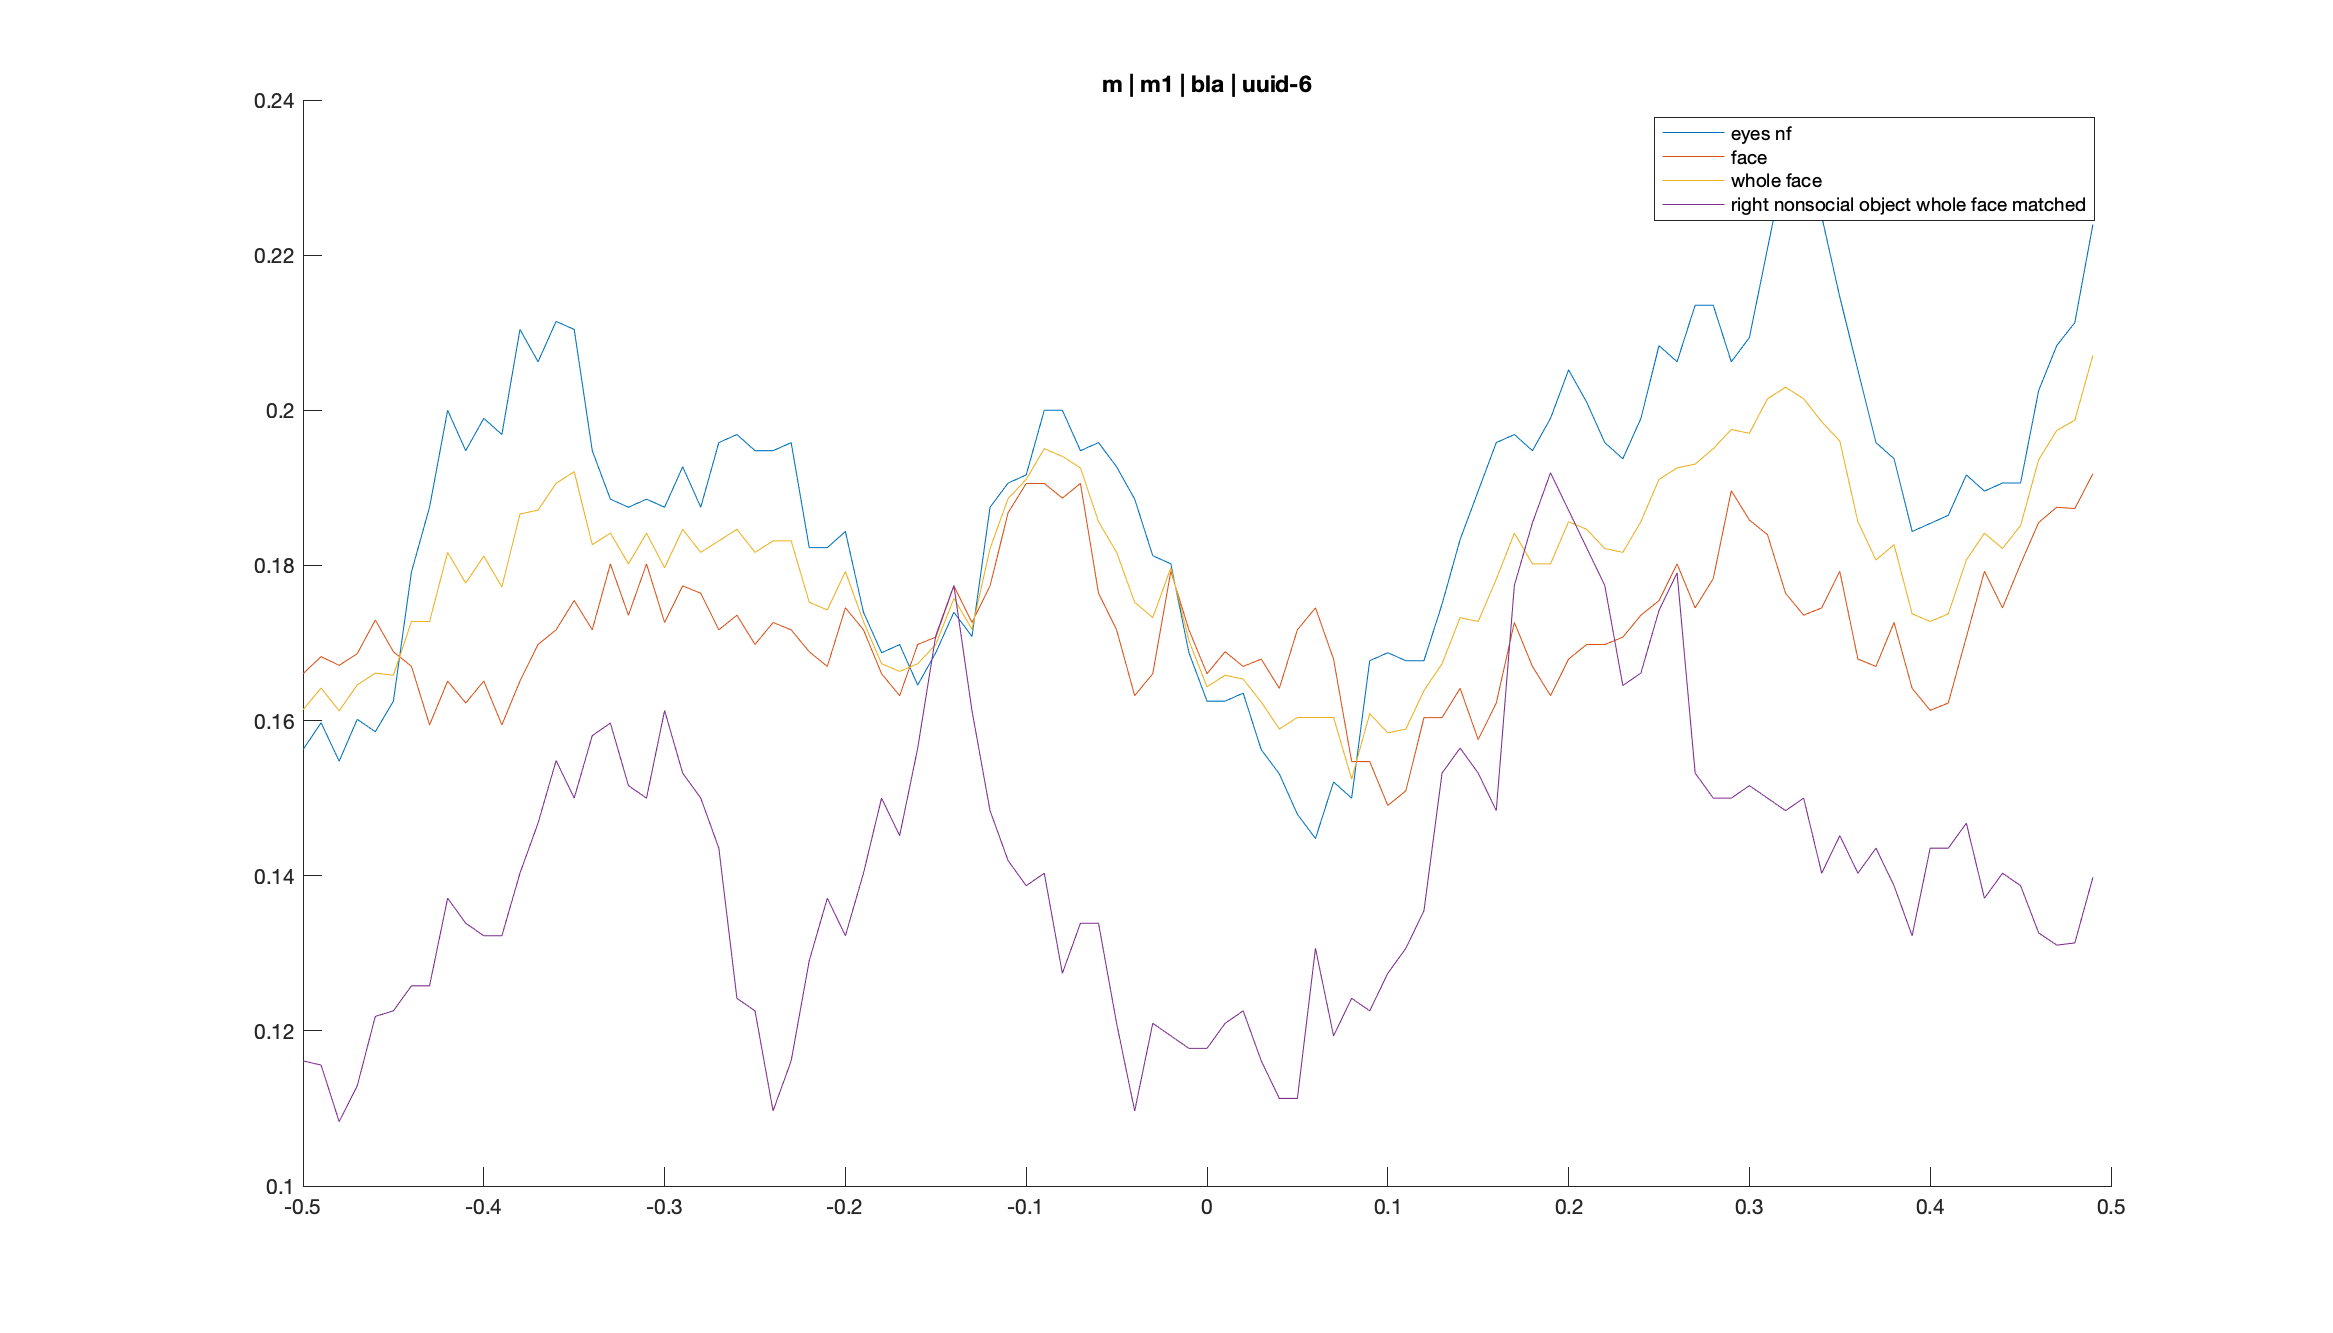 m | m1 | bla | uuid-6
0.24
0.22
0.2
0.18
0.16
0.14
0.12
0.1
eyes nf
face
whole face
right nonsocial object whole face matched
-0.5 -0.4 -0.3 -0.2 -0.1 0 0.1 0.2 0.3 0.4 0.5